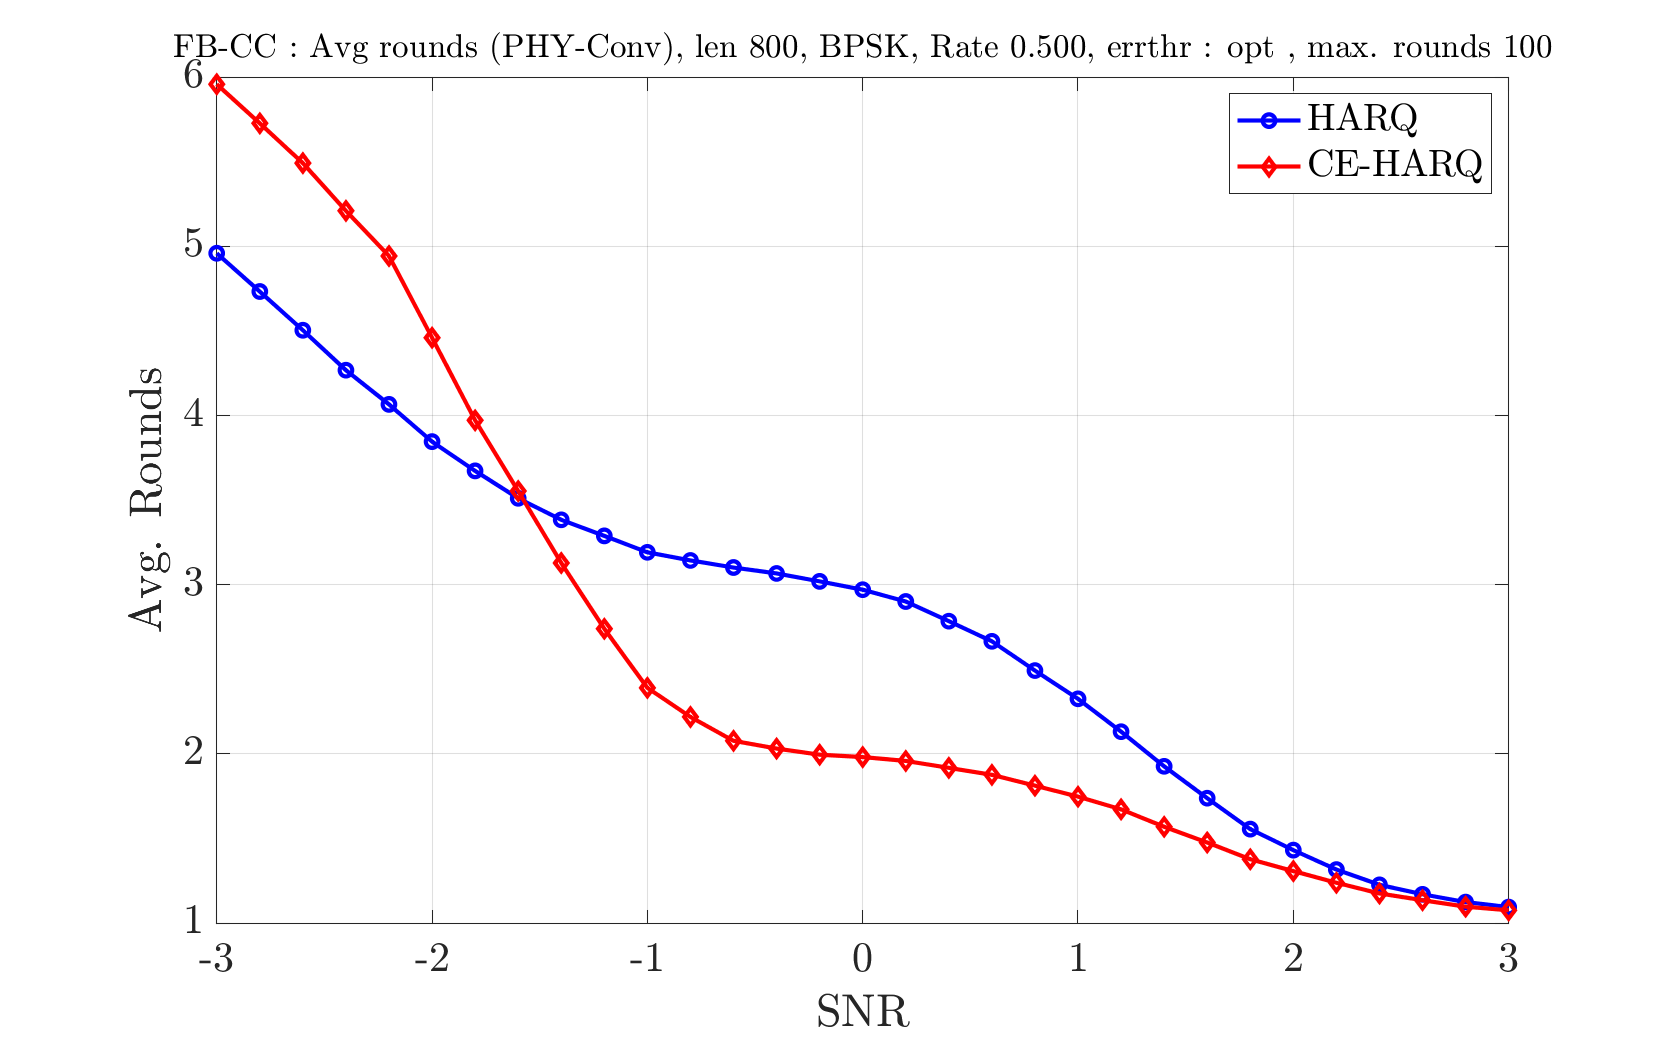 FB-CC : Avg rounds (PHY-Conv), len 800, BPSK, Rate 0.500, errthr : opt , max. rounds 100
HARQ
CE-HARQ
Avg. Rounds
6
5
4
3
2
1
-3 -2 -1 0 1 2 3
SNR